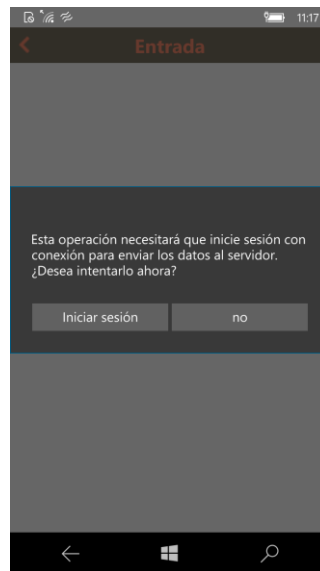 11:17
Entrada
Esta operación necesitará que inicie sesión con
conexión para enviar los datos al servidor.
¿Desea intentarlo ahora?
Iniciar sesión no